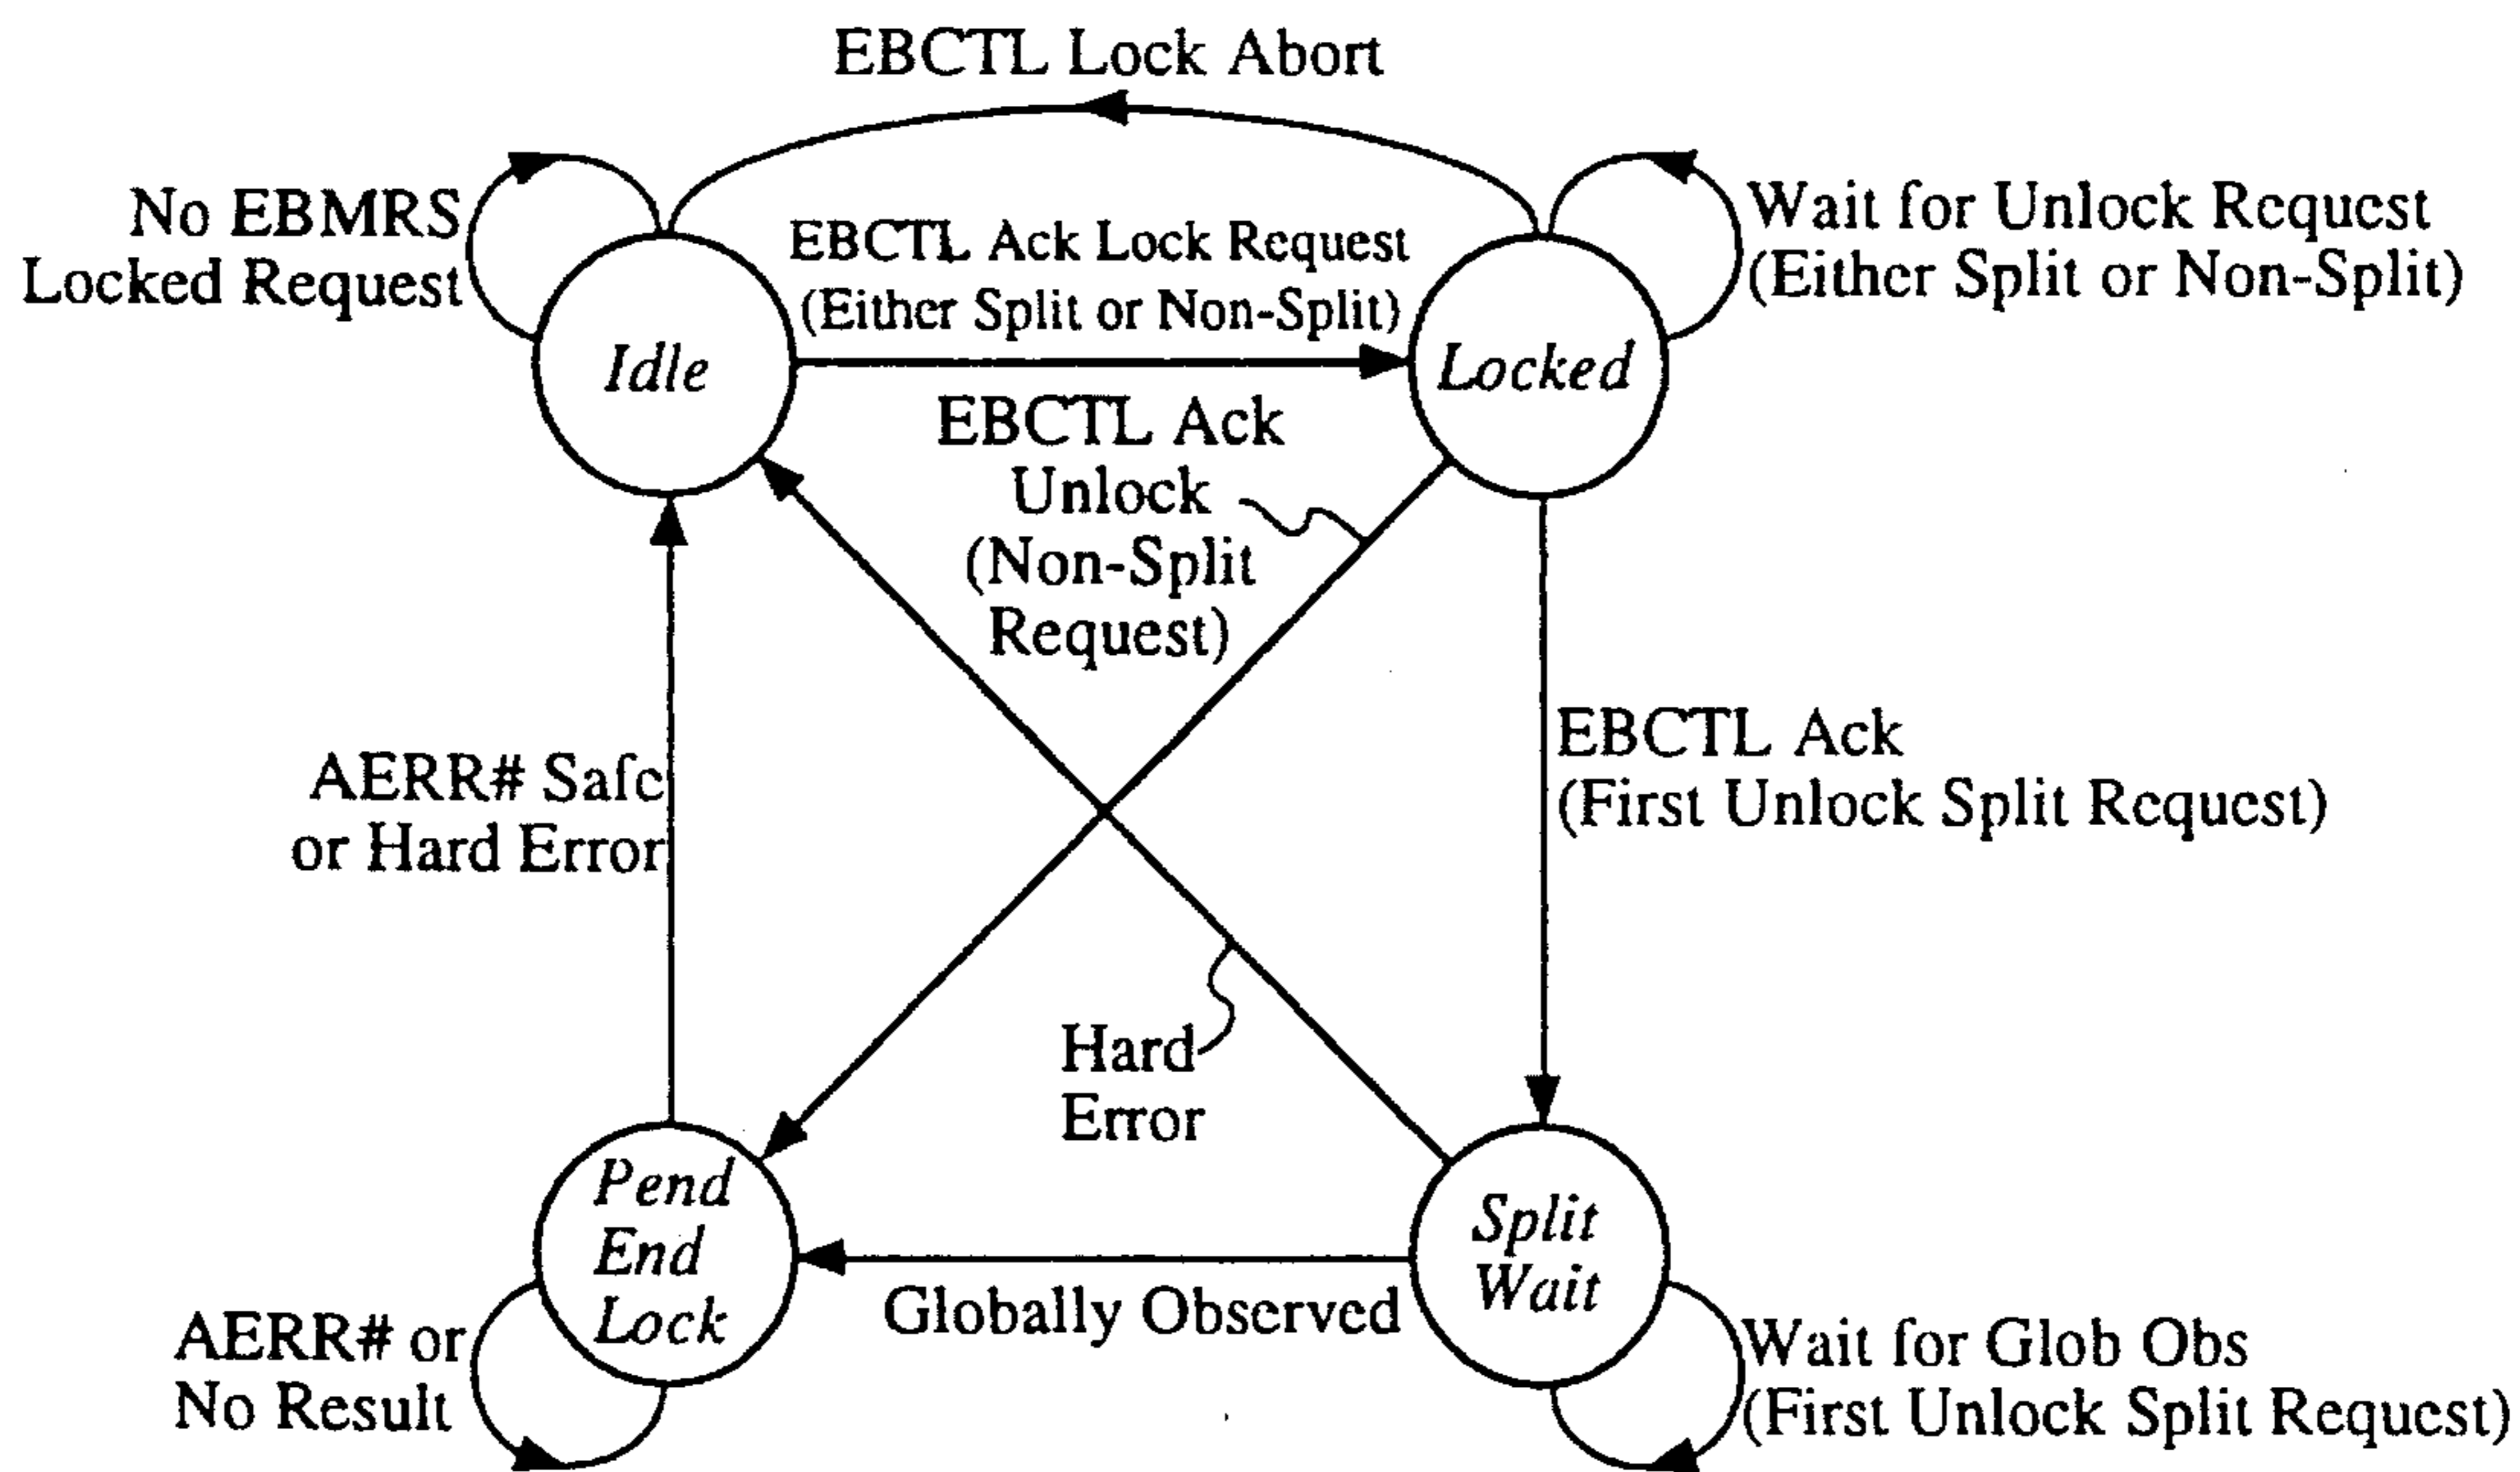 EBCTL Lock Abort
No EBMRS
Locked Request
EBCTL Ack Lock Request
(Either Split or Non-Split)
Wait for Unlock Request
(Either Split or Non-Split)
Idle
Locked
EBCTL Ack
Unlock
(Non-Split
Request)
AERR# Safe
or Hard Error
EBCTL Ack
(First Unlock Split Request)
Hard
Error
Pend
End
Lock
Split
Wait
Globally Observed
AERR# or
No Result
Wait for Glob Obs
(First Unlock Split Request)